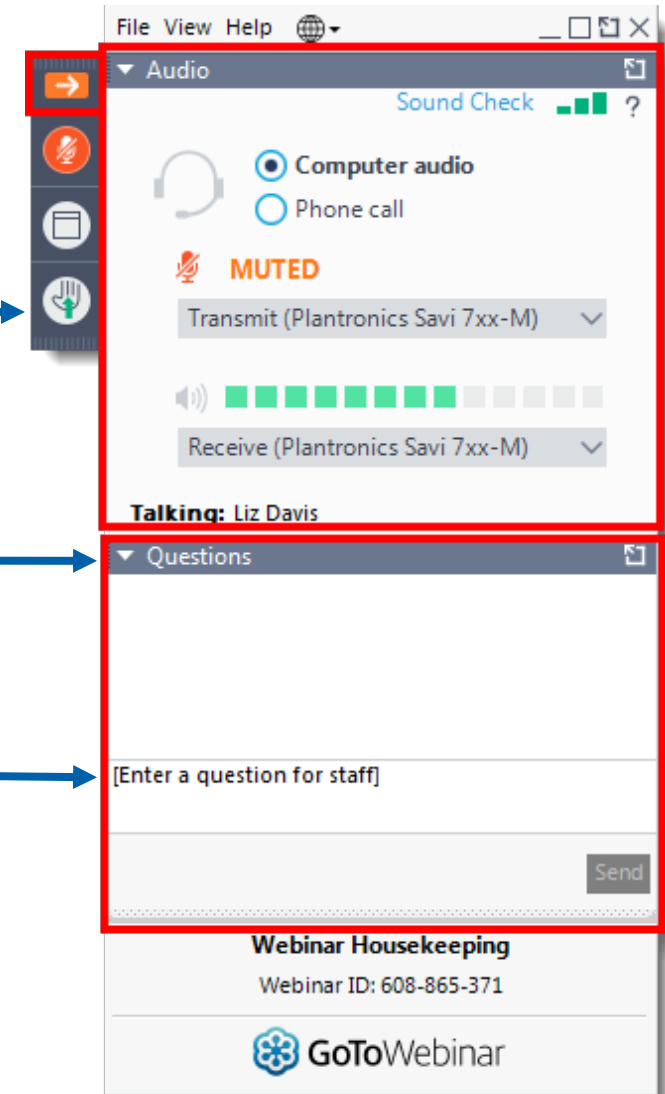 File View Help
Audio
Sound Check ?
Computer audio
Phone call
MUTED
Transmit (Plantronics Savi 7xx-M)
Receive (Plantronics Savi 7xx-M)
Talking: Liz Davis
Questions
[Enter a question for staff]
Send
Webinar Housekeeping
Webinar ID: 608-865-371
GoToWebinar